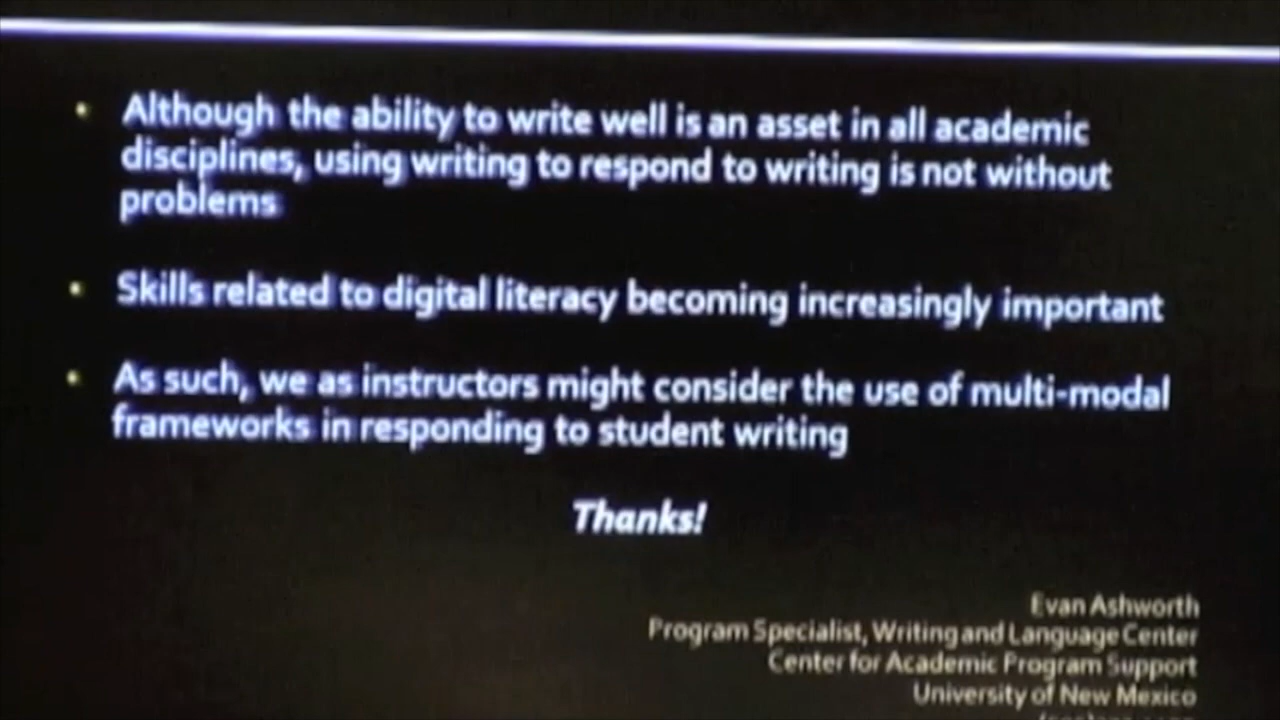 Although the ability to write well is an asset in all academic
disciplines, using writing to respond to writing is not without
problems
Skills related to digital literacy becoming increasingly important
As such, we as instructors might consider the use of multi-modal
frameworks in responding to student writing
Thanks!
Evan Ashworth
Program Specialist, Writing and Language Center
Center for Academic Program Support
University of New Mexico